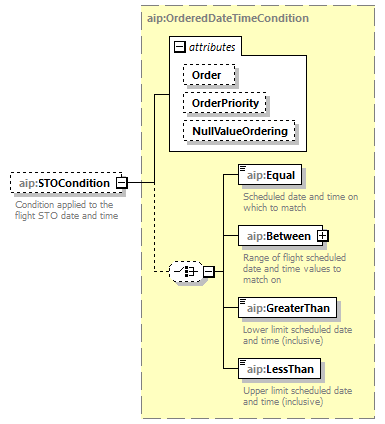 aip:OrderedDateTimeCondition
attributes
Order
OrderPriority
NullValueOrdering
aip:STOCondition
Condition applied to the
flight STO date and time
aip:Equal
Scheduled date and time on
which to match
aip:Between
Range of flight scheduled
date and time values to
match on
aip:GreaterThan
Lower limit scheduled date
and time (inclusive)
aip:LessThan
Upper limit scheduled date
and time (inclusive)